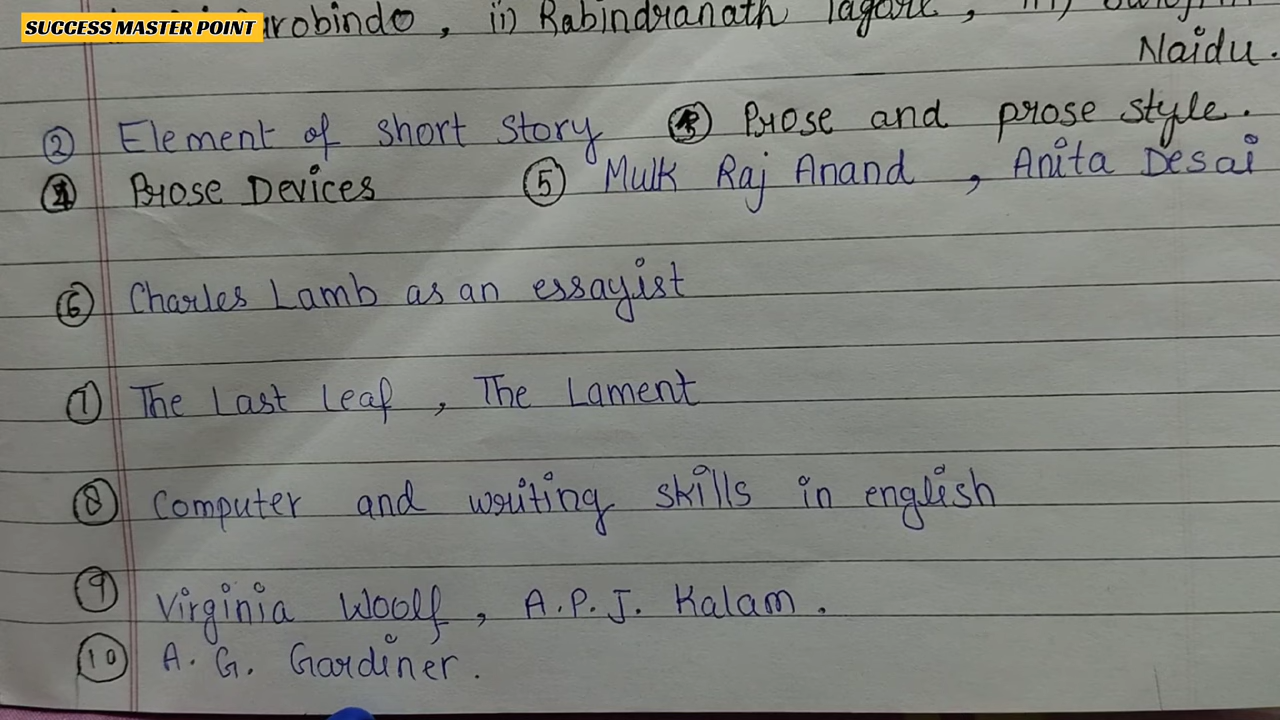 SUCCESS MASTER POINT
urobindo, ii) Rabindranath Tagore,
Naidu.
② Element of short story Prose and prose style.
Prose Devices ⑤ Mulk Raj Anand, Anita Desai
⑥ Charles Lamb as an essayist
⑦ The Last Leaf, The Lament
⑧ Computer and writing skills in english
⑨ Virginia Woolf, A.P.J. Kalam.
⑩ A. G. Gardiner.